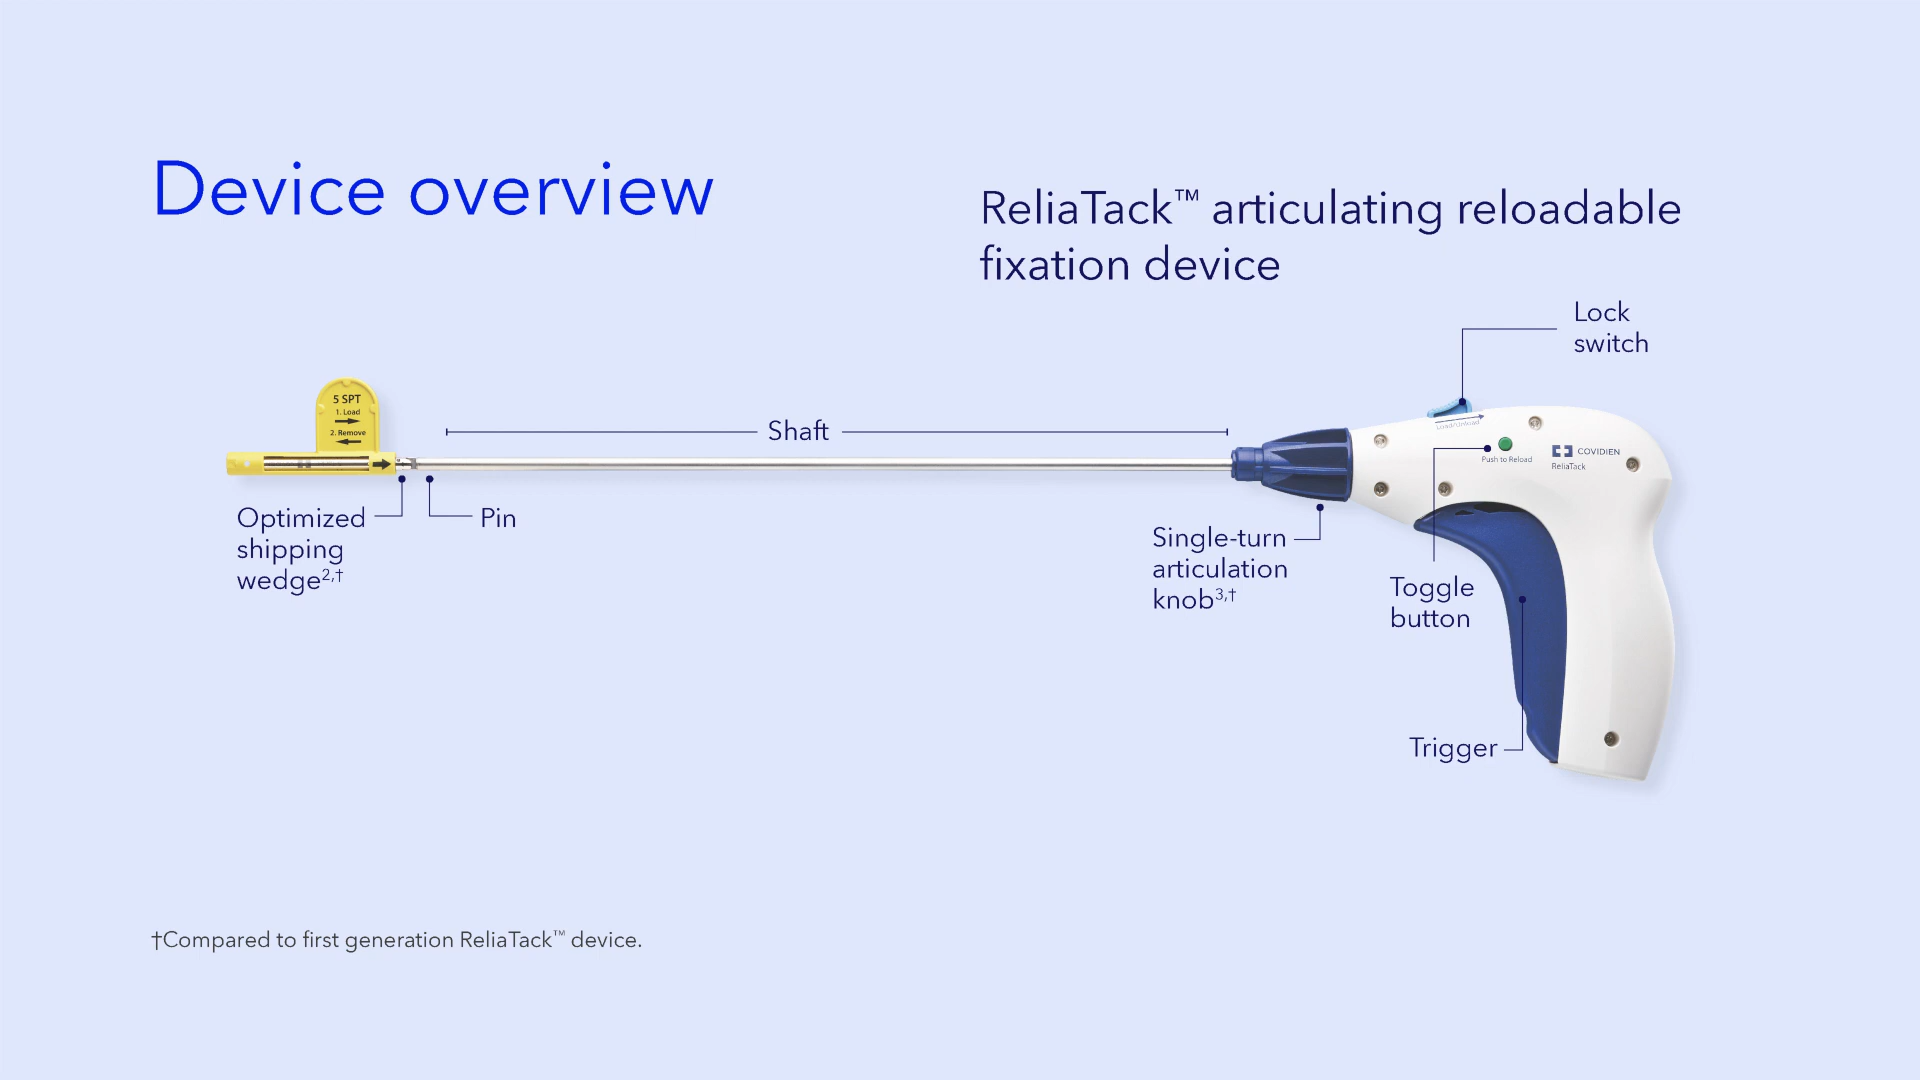 Device overview
ReliaTack™ articulating reloadable
fixation device
Lock
switch
5 SPT
1. Load
2. Remove
Shaft
Load/Unload
Push to Reload
COVIDIEN
ReliaTack
Optimized
shipping
wedge2,†
Pin
Single-turn
articulation
knob3,†
Toggle
button
Trigger
†Compared to first generation ReliaTack™ device.